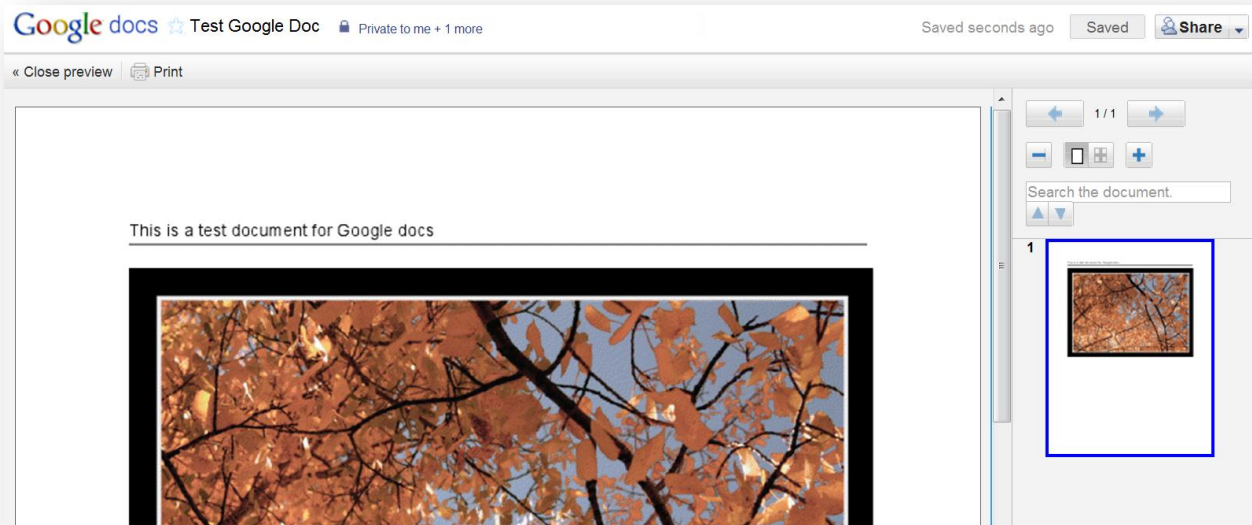 Google docs Test Google Doc Private to me + 1 more Saved seconds ago Saved Share
« Close preview Print
1 / 1
Search the document.
This is a test document for Google docs
1